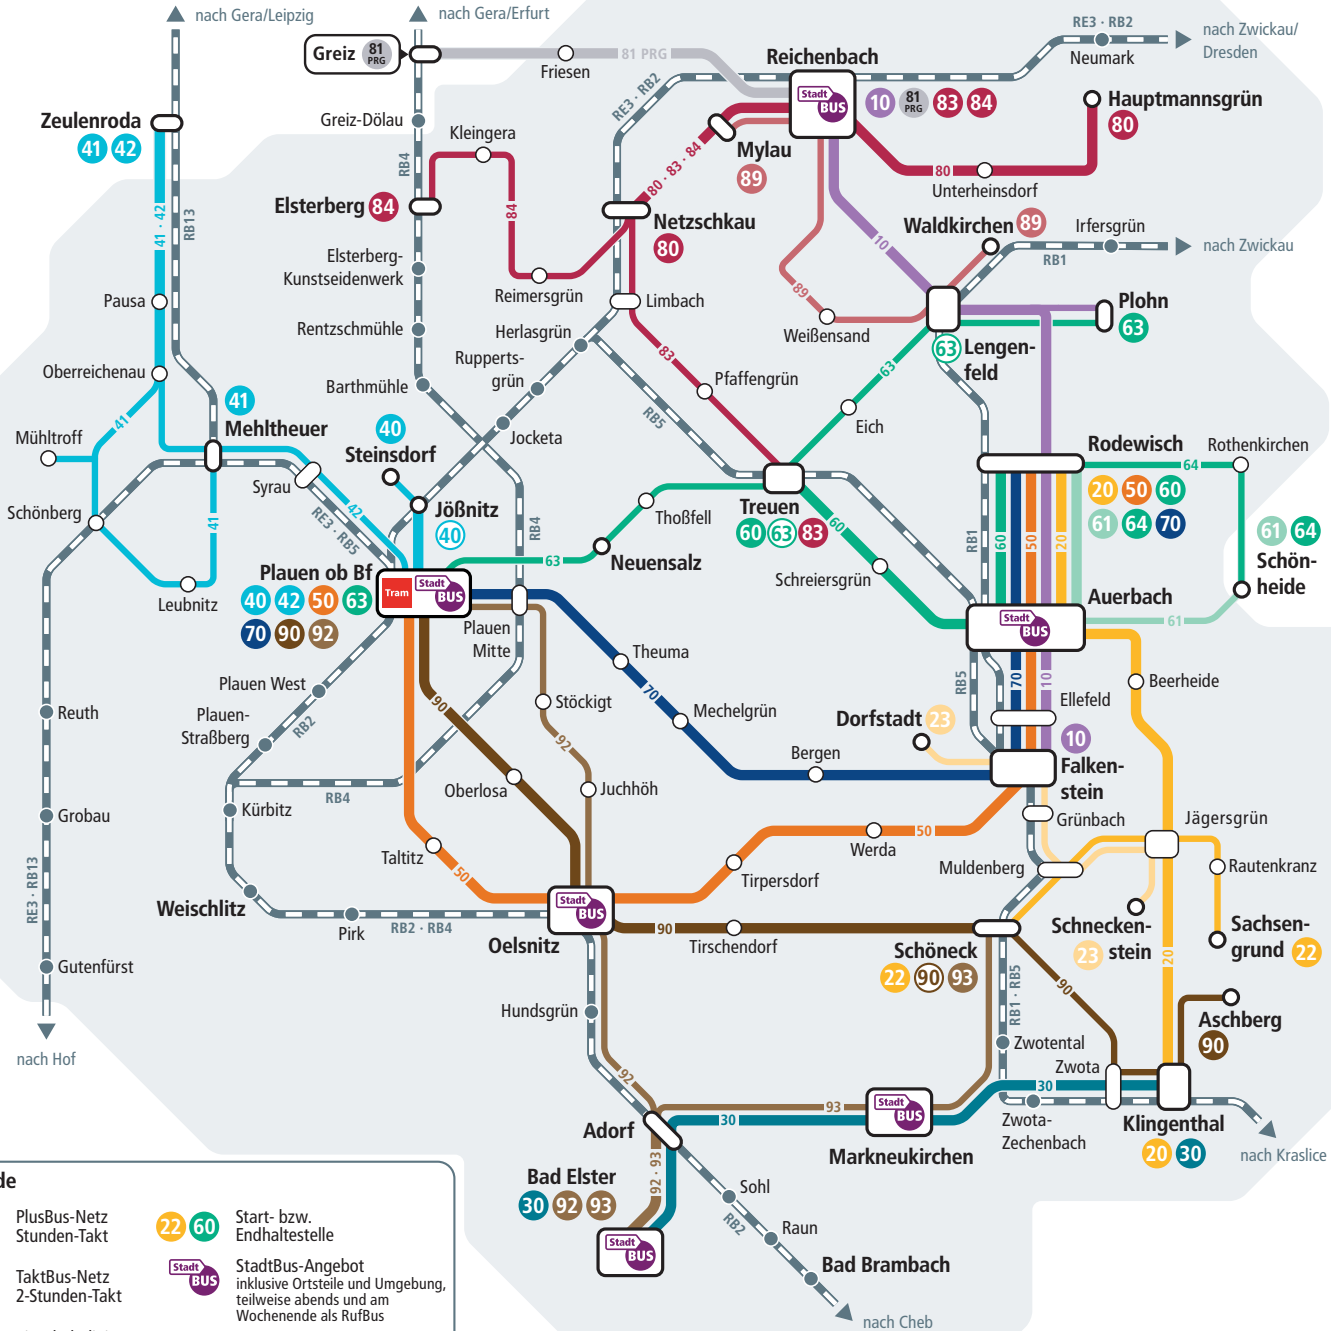 nach Gera/Leipzig
nach Gera/Erfurt
RE3 · RB2
nach Zwickau/
Dresden
Neumark
Greiz
81
PRG
Friesen
81 PRG
Reichenbach
Stadt
BUS
10
81
PRG
83
84
Hauptmannsgrün
80
RE3 · RB2
Zeulenroda
41
42
Greiz-Dölau
Kleingera
RB4
80 · 83 · 84
Mylau
89
80
Unterheinsdorf
Elsterberg
84
84
Netzschkau
80
Waldkirchen
89
Irfersgrün
nach Zwickau
RB1
41 · 42
RB13
10
Elsterberg-
Kunstseidenwerk
Reimersgrün
Limbach
89
Pausa
Plohn
63
Rentzschmühle
Herlasgrün
Weißensand
63
Lengen-
feld
Rupperts-
grün
83
63
Oberreichenau
Barthmühle
Pfaffengrün
41
41
Mehltheuer
Eich
RB5
Mühltroff
40
Steinsdorf
Jocketa
Rodewisch
Rothenkirchen
64
Syrau
20
50
60
61
64
70
Schönberg
41
42
RE3 · RB5
Jößnitz
40
RB4
Thoßfell
Treuen
60
63
83
60
RB1
60
50
20
61
64
Schön-
heide
63
Neuensalz
Leubnitz
Plauen ob Bf
40
42
50
63
70
90
92
Tram
Stadt
BUS
Schreiersgrün
Auerbach
Stadt
BUS
61
Plauen
Mitte
Theuma
70
RB5
70
10
Beerheide
Plauen West
Ellefeld
Reuth
Plauen-
Straßberg
RB2
90
Stöckigt
Mechelgrün
Dorfstadt
23
10
92
Bergen
Falken-
stein
RB4
Oberlosa
Juchhöh
Grobau
Kürbitz
Grünbach
Jägersgrün
50
Werda
Taltitz
50
Tirpersdorf
Muldenberg
Rautenkranz
RE3 · RB13
Weischlitz
Stadt
BUS
Pirk
RB2 · RB4
Oelsnitz
90
Tirschendorf
Schöneck
22
90
93
Schnecken-
stein
23
Sachsen-
grund
22
20
Gutenfürst
90
RB1 · RB5
Hundsgrün
Aschberg
90
nach Hof
Zwotental
Zwota
92
30
93
Stadt
BUS
30
Zwota-
Zechenbach
Klingenthal
20
30
Adorf
Markneukirchen
nach Kraslice
92 · 93
Bad Elster
30
92
93
Stadt
BUS
Sohl
RB2
Raun
Bad Brambach
nach Cheb
de
PlusBus-Netz
Stunden-Takt
22
60
Start- bzw.
Endhaltestelle
TaktBus-Netz
2-Stunden-Takt
Stadt
BUS
StadtBus-Angebot
inklusive Ortsteile und Umgebung,
teilweise abends und am
Wochenende als RufBus